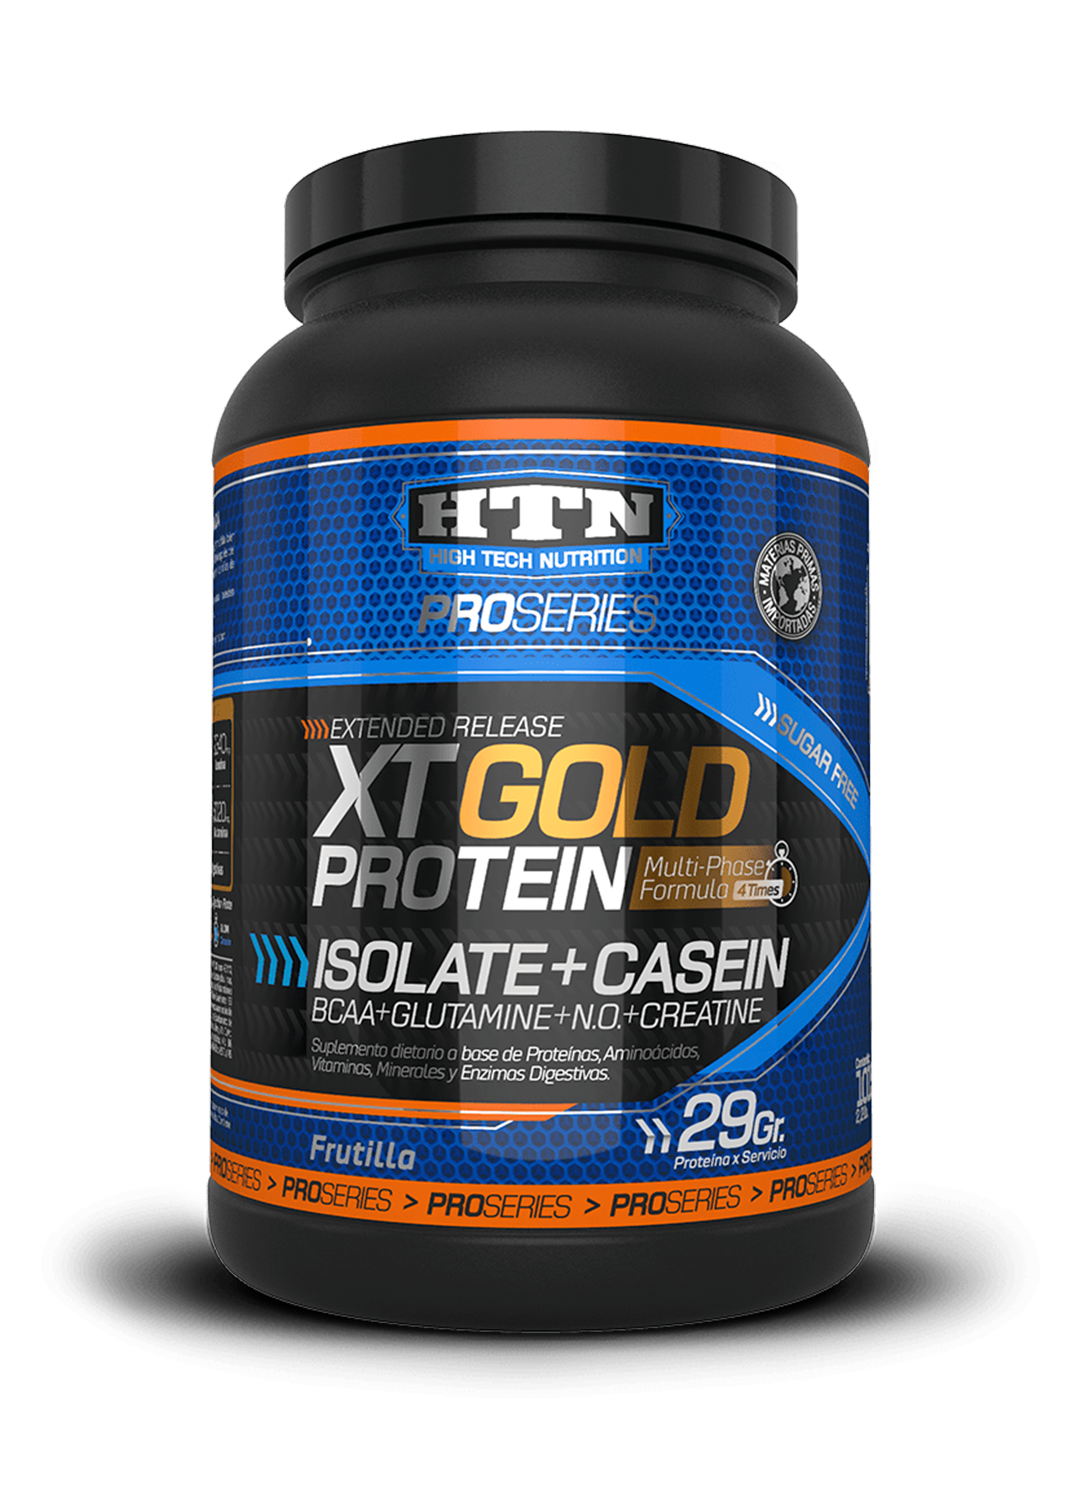 HTN
HIGH TECH NUTRITION
PROSERIES
MATERIAS PRIMAS
IMPORTADAS
SUGAR FREE
EXTENDED RELEASE
XT GOLD
PROTEIN
Multi-Phase
Formula 4 Times
ISOLATE + CASEIN
BCAA+GLUTAMINE+N.O.+CREATINE
Suplemento dietario a base de Proteínas, Aminoácidos,
Vitaminas, Minerales y Enzimas Digestivas.
29Gr.
Proteína x Servicio
Frutilla
PROSERIES > PROSERIES > PROSERIES > PROSERIES > PROSERIES >